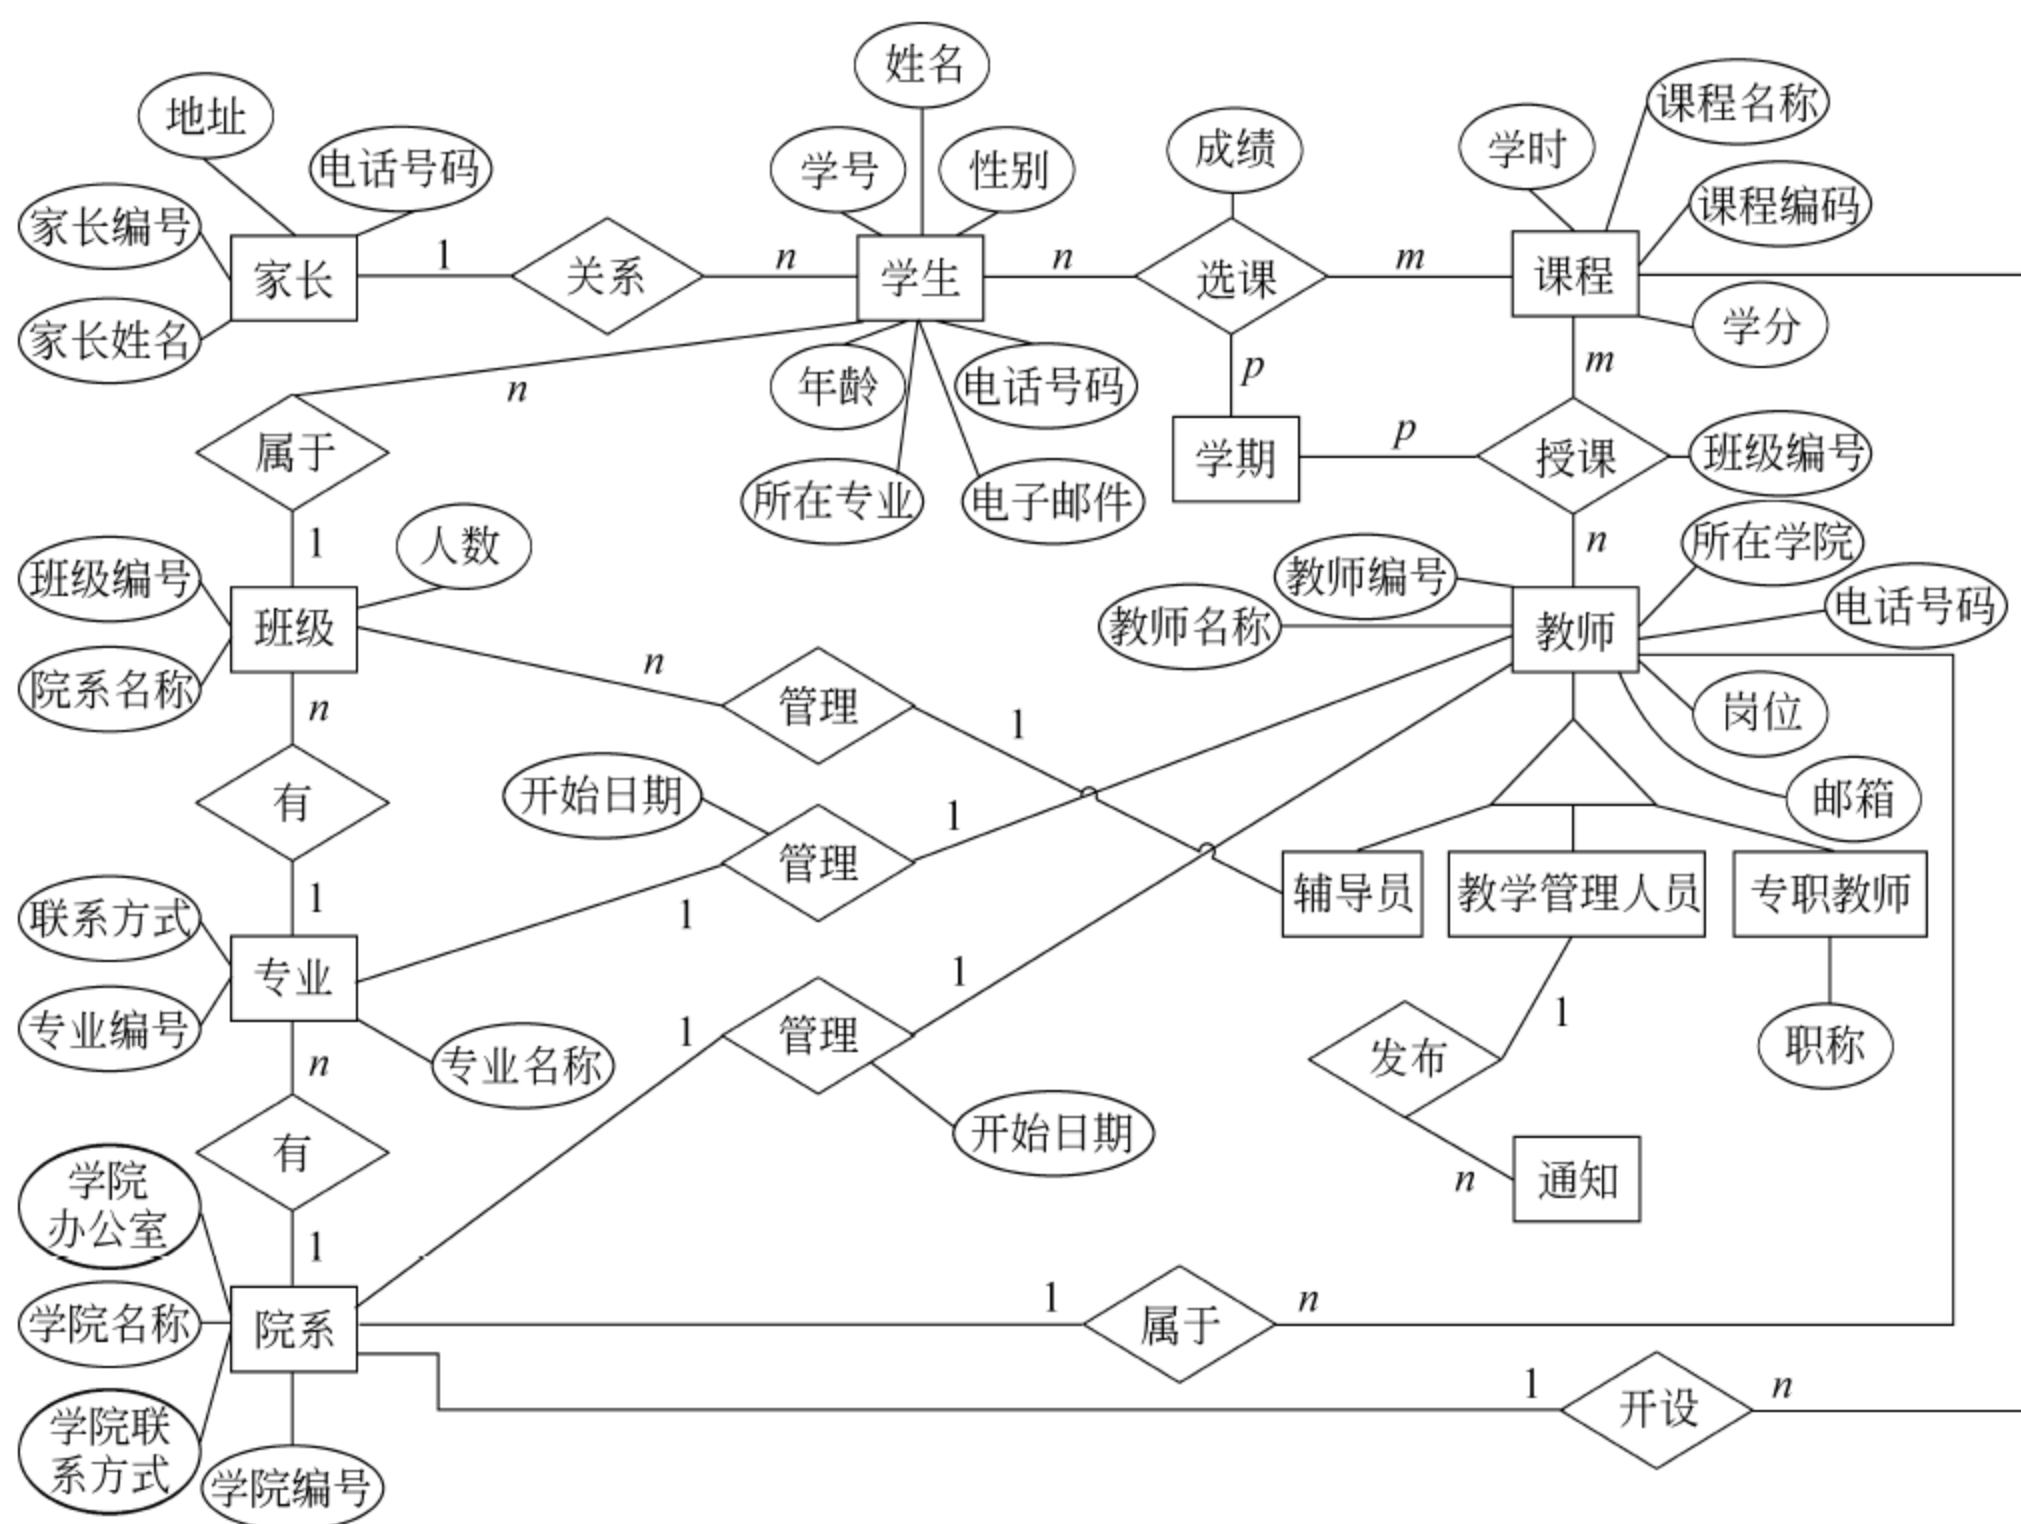 姓名
地址
电话号码
学号
性别
成绩
学时
课程名称
课程编码
家长编号
家长
1
关系
n
学生
n
选课
m
课程
家长姓名
学分
年龄
电话号码
p
m
n
属于
所在专业
电子邮件
学期
p
授课
班级编号
1
人数
n
所在学院
班级编号
教师编号
电话号码
班级
教师名称
教师
院系名称
n
管理
岗位
n
1
邮箱
有
开始日期
1
管理
1
1
联系方式
辅导员
教学管理人员
专职教师
专业
1
专业编号
n
专业名称
1
管理
1
发布
职称
开始日期
有
学院
办公室
n
通知
1
学院名称
院系
1
属于
n
学院联
系方式
1
开设
n
学院编号